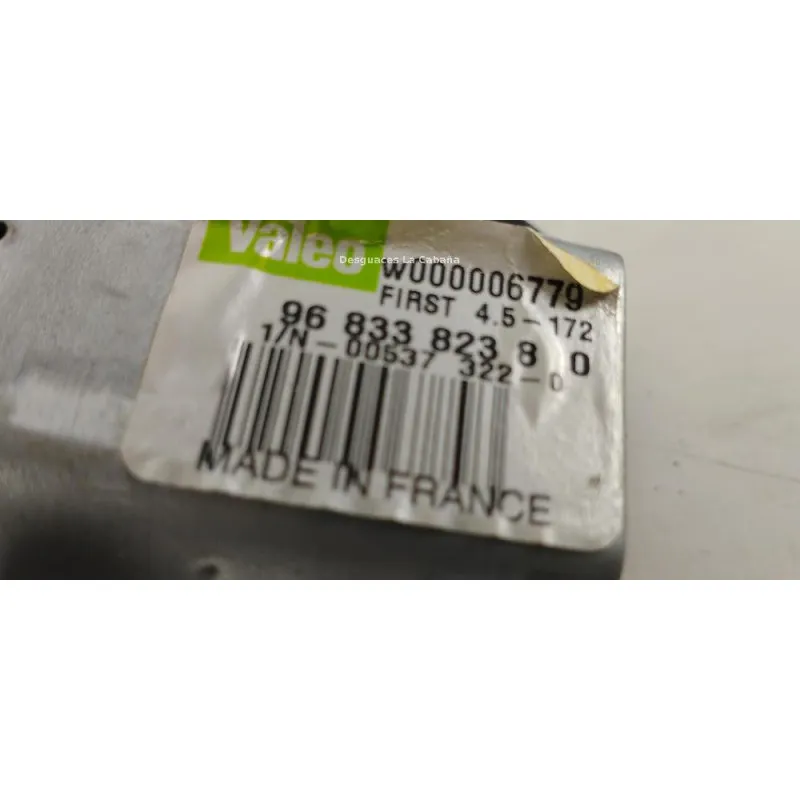 Valeo
Desguaces La Cabaña
W000006779
FIRST 4.5-172
96 833 823 8 0
1/N-00537 322-0
MADE IN FRANCE